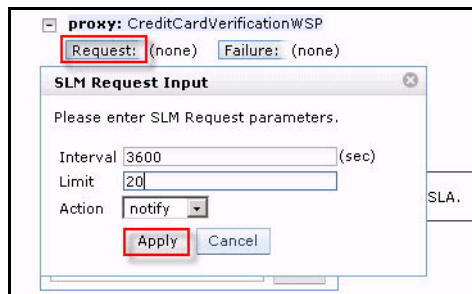 proxy: CreditCardVerificationWSP
Request: (none) Failure: (none)
SLM Request Input
Please enter SLM Request parameters.
Interval 3600 (sec)
Limit 20
SLA.
Action notify
Apply Cancel